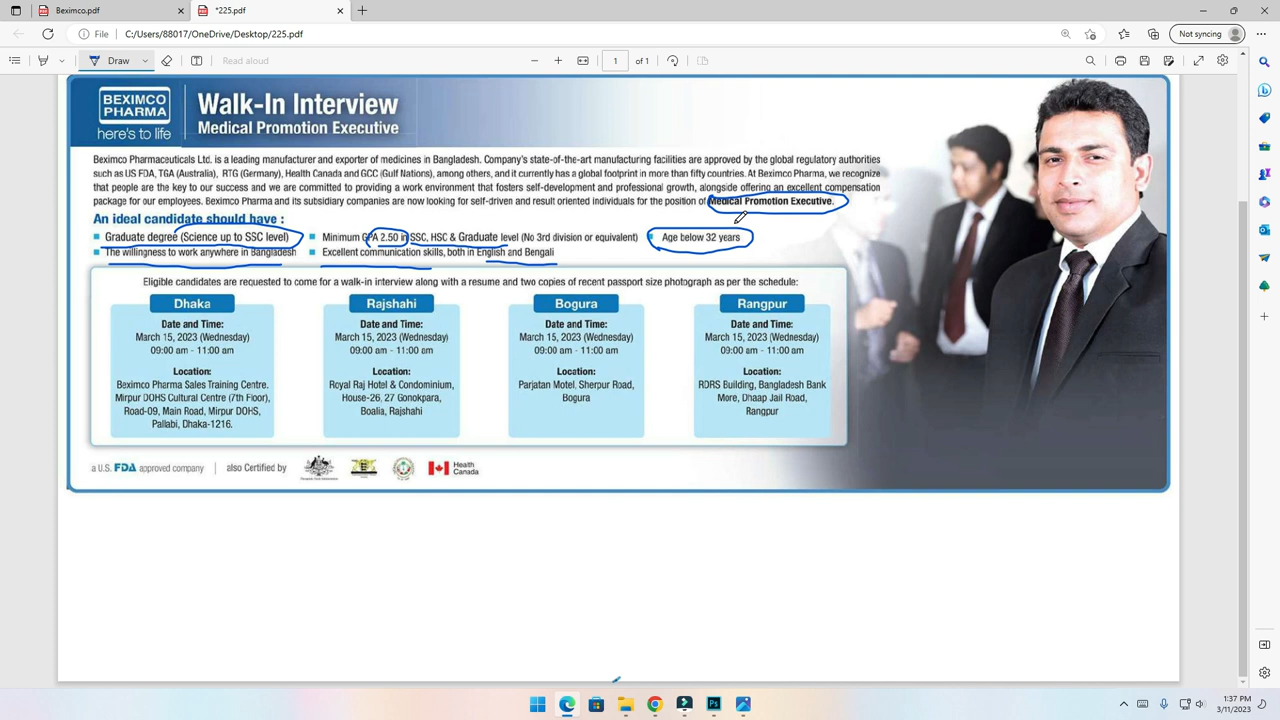 Beximco.pdf
*225.pdf
File
C:/Users/88017/OneDrive/Desktop/225.pdf
Not syncing
Draw
Read aloud
1
of 1
BEXIMCO
PHARMA
here's to life
Walk-In Interview
Medical Promotion Executive
Beximco Pharmaceuticals Ltd. is a leading manufacturer and exporter of medicines in Bangladesh. Company's state-of-the-art manufacturing facilities are approved by the global regulatory authorities
such as US FDA, TGA (Australia), RTG (Germany), Health Canada and GCC (Gulf Nations), among others, and it currently has a global footprint in more than fifty countries. At Beximco Pharma, we recognize
that people are the key to our success and we are committed to providing a work environment that fosters self-development and professional growth, alongside offering an excellent compensation
package for our employees. Beximco Pharma and its subsidiary companies are now looking for self-driven and result oriented individuals for the position of Medical Promotion Executive.
An ideal candidate should have :
Graduate degree (Science up to SSC level)
Minimum GPA 2.50 in SSC, HSC & Graduate level (No 3rd division or equivalent)
Age below 32 years
The willingness to work anywhere in Bangladesh
Excellent communication skills, both in English and Bengali
Eligible candidates are requested to come for a walk-in interview along with a resume and two copies of recent passport size photograph as per the schedule:
Dhaka
Date and Time:
March 15, 2023 (Wednesday)
09:00 am - 11:00 am
Location:
Beximco Pharma Sales Training Centre.
Mirpur DOHS Cultural Centre (7th Floor),
Road-09, Main Road, Mirpur DOHS,
Pallabi, Dhaka-1216.
Rajshahi
Date and Time:
March 15, 2023 (Wednesday)
09:00 am - 11:00 am
Location:
Royal Raj Hotel & Condominium,
House-26, 27 Gonokpara,
Boalia, Rajshahi
Bogura
Date and Time:
March 15, 2023 (Wednesday)
09:00 am - 11:00 am
Location:
Parjatan Motel, Sherpur Road,
Bogura
Rangpur
Date and Time:
March 15, 2023 (Wednesday)
09:00 am - 11:00 am
Location:
RDRS Building, Bangladesh Bank
More, Dhaap Jail Road,
Rangpur
a U.S. FDA approved company
also Certified by
Health
Canada
Ps
1:37 PM
3/11/2023